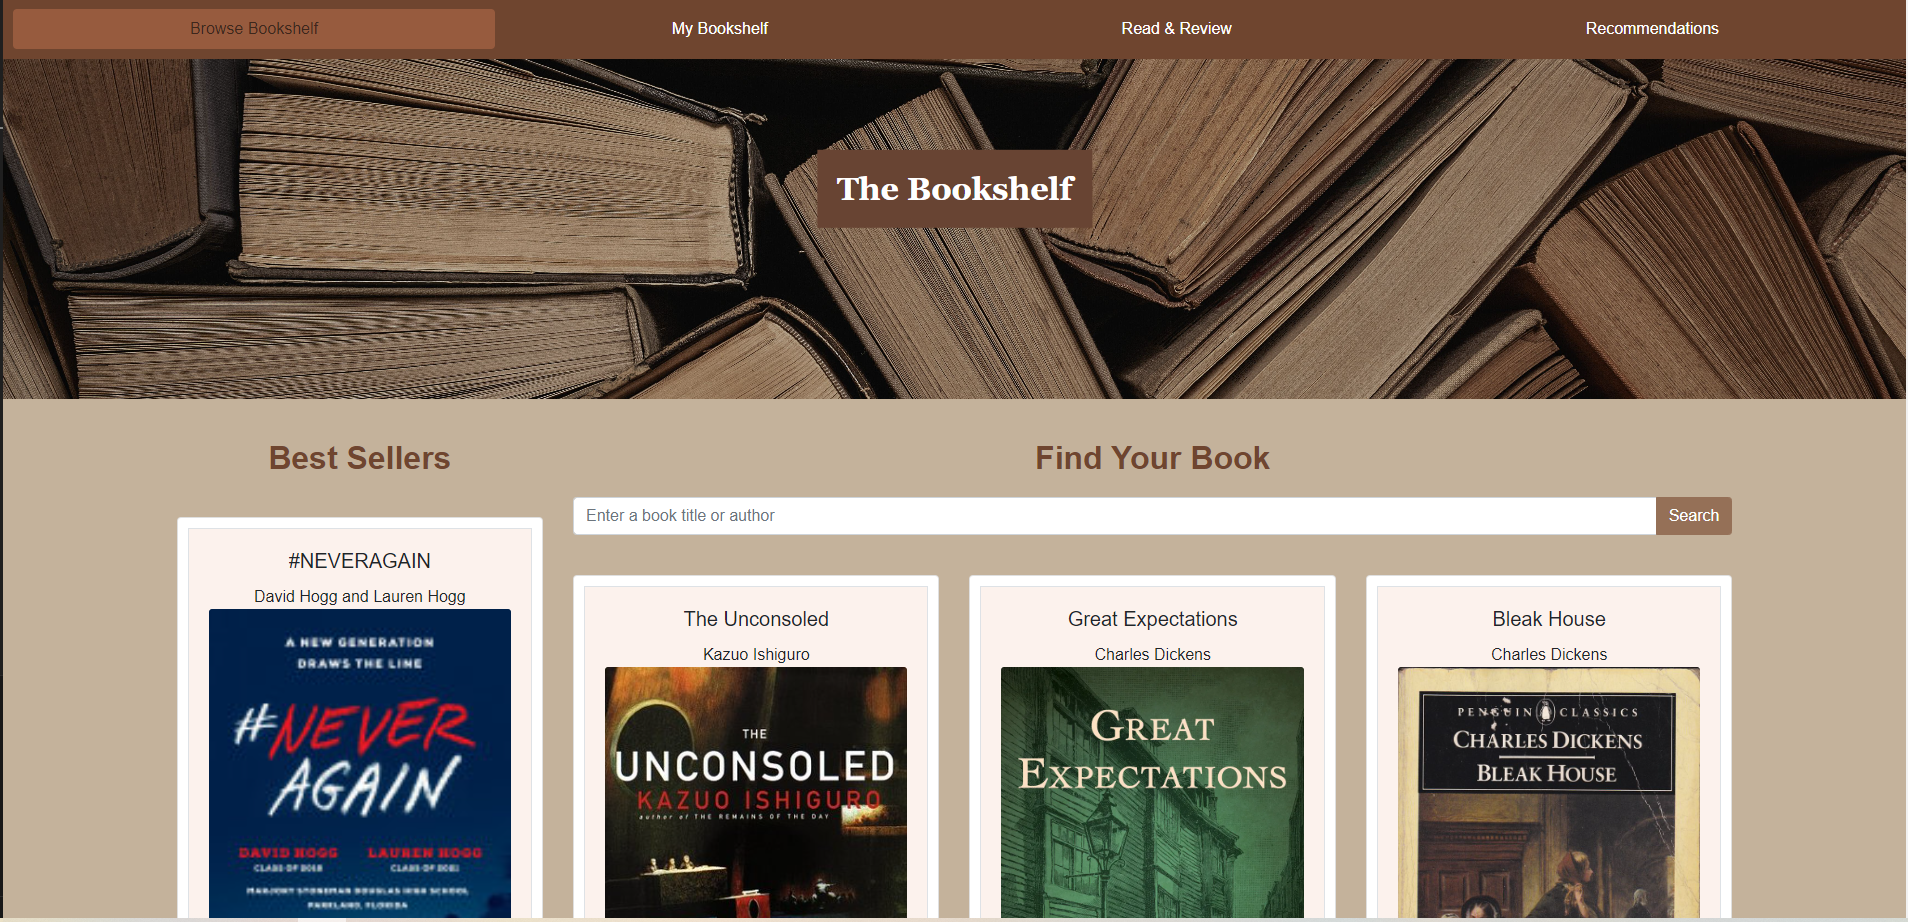 Browse Bookshelf
My Bookshelf
Read & Review
Recommendations
The Bookshelf
Best Sellers
Find Your Book
Enter a book title or author
Search
#NEVERAGAIN
David Hogg and Lauren Hogg
A NEW GENERATION
DRAWS THE LINE
#NEVER
AGAIN
DAVID HOGG
CLASS OF 2018
LAUREN HOGG
CLASS OF 2021
MARJORY STONEMAN DOUGLAS HIGH SCHOOL
PARKLAND, FLORIDA
The Unconsoled
Kazuo Ishiguro
THE
UNCONSOLED
KAZUO ISHIGURO
author of THE REMAINS OF THE DAY
Great Expectations
Charles Dickens
GREAT
EXPECTATIONS
Bleak House
Charles Dickens
PENGUIN CLASSICS
CHARLES DICKENS
BLEAK HOUSE